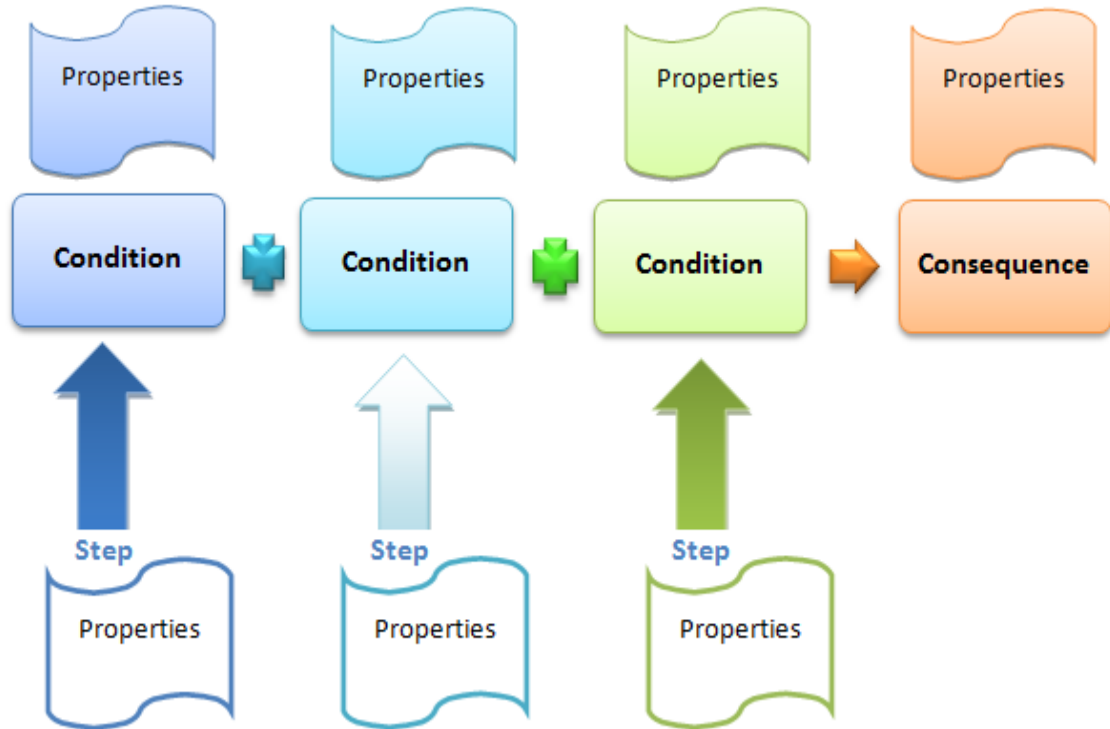 Properties
Properties
Properties
Properties
Condition
Condition
Condition
Consequence
Step
Step
Step
Properties
Properties
Properties